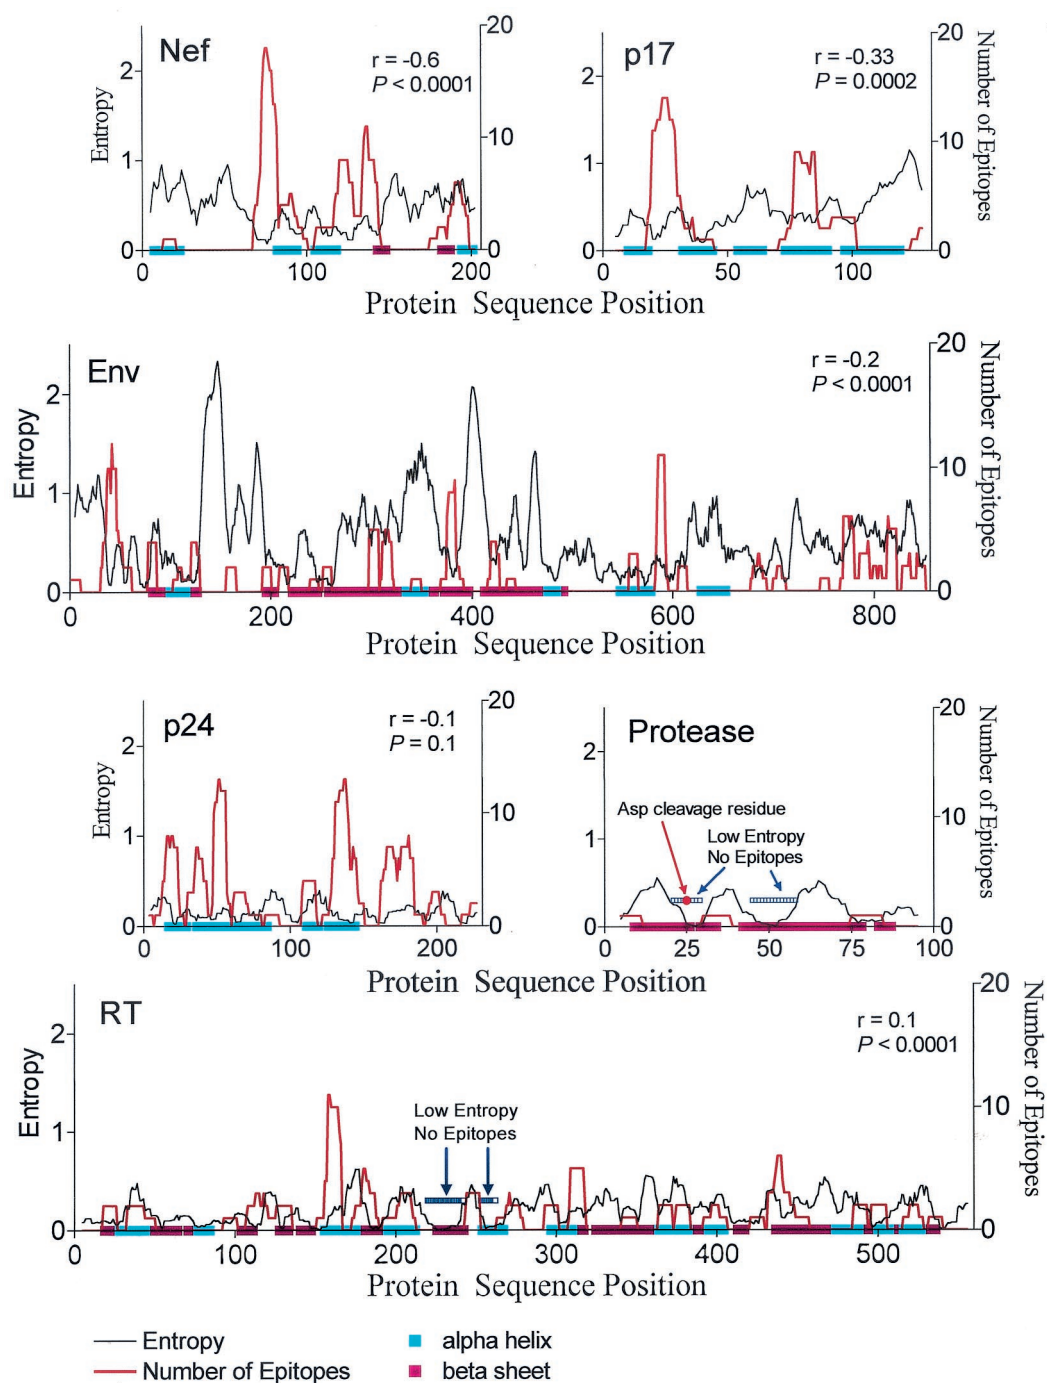 Nef
r = -0.6
P < 0.0001
Entropy
2
1
0
20
10
0
0
100
200
p17
r = -0.33
P = 0.0002
2
1
0
20
10
0
Number of Epitopes
0
50
100
Protein Sequence Position
Env
r = -0.2
P < 0.0001
Entropy
2
1
0
20
10
0
Number of Epitopes
0
200
400
600
800
Protein Sequence Position
p24
r = -0.1
P = 0.1
Entropy
2
1
0
20
10
0
0
100
200
Protease
Asp cleavage residue
Low Entropy
No Epitopes
2
1
0
20
10
0
Number of Epitopes
0
25
50
75
100
Protein Sequence Position
RT
r = 0.1
P < 0.0001
Low Entropy
No Epitopes
Entropy
2
1
0
20
10
0
Number of Epitopes
0
100
200
300
400
500
Protein Sequence Position
Entropy
alpha helix
Number of Epitopes
beta sheet